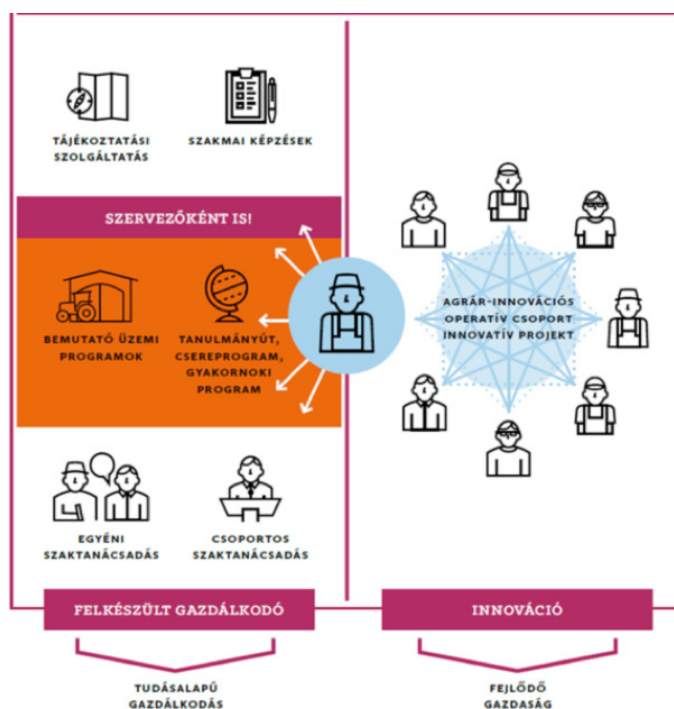 TÁJÉKOZTATÁSI
SZOLGÁLTATÁS
SZAKMAI KÉPZÉSEK
SZERVEZŐKÉNT IS!
BEMUTATÓ ÜZEMI
PROGRAMOK
TANULMÁNYÚT,
CSEREPROGRAM,
GYAKORNOKI
PROGRAM
EGYÉNI
SZAKTANÁCSADÁS
CSOPORTOS
SZAKTANÁCSADÁS
FELKÉSZÜLT GAZDÁLKODÓ
TUDÁSALAPÚ
GAZDÁLKODÁS
AGRÁR-INNOVÁCIÓS
OPERATÍV CSOPORT
INNOVATÍV PROJEKT
INNOVÁCIÓ
FEJLŐDŐ
GAZDASÁG